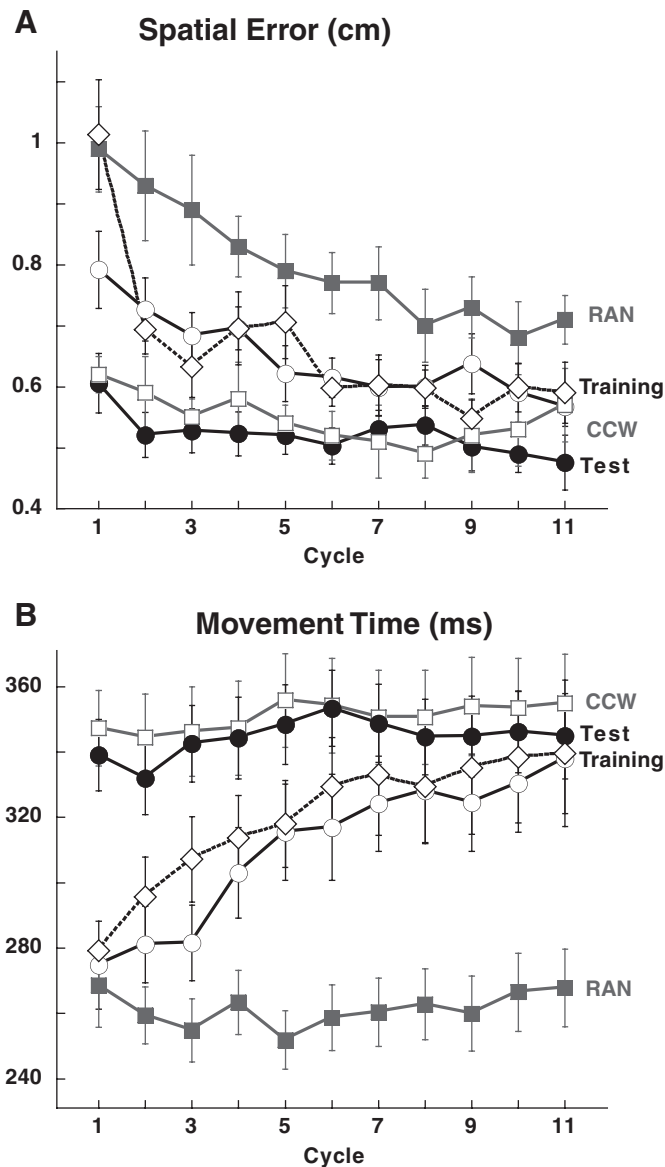 A
Spatial Error (cm)
1
0.8
0.6
0.4
RAN
Training
CCW
Test
1 3 5 7 9 11
Cycle
B
Movement Time (ms)
360
320
280
240
CCW
Test
Training
RAN
1 3 5 7 9 11
Cycle